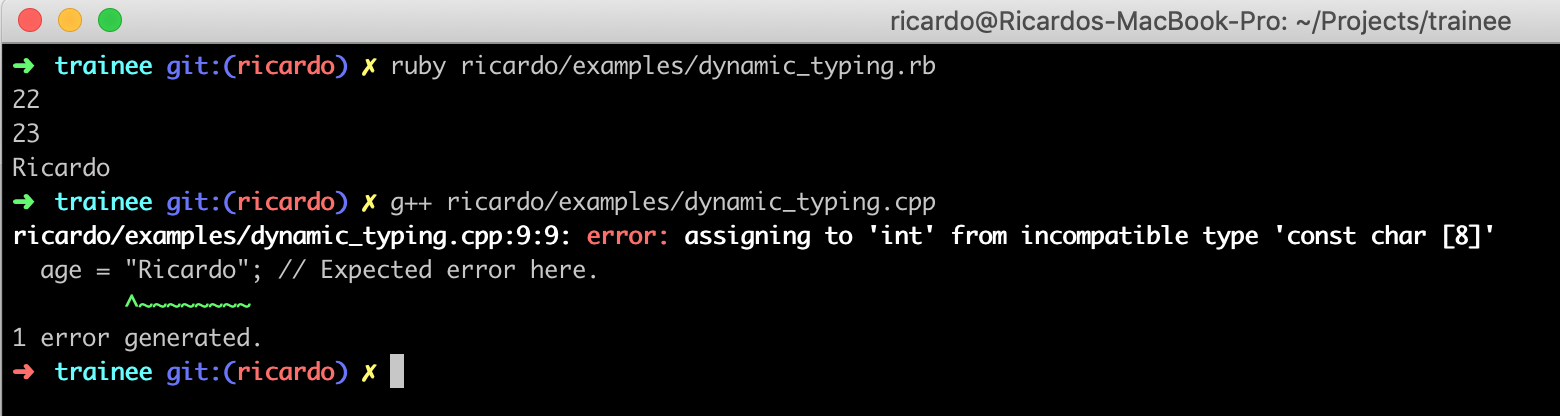 ricardo@Ricardos-MacBook-Pro: ~/Projects/trainee
➜ trainee git:(ricardo) ✗ ruby ricardo/examples/dynamic_typing.rb
22
23
Ricardo
➜ trainee git:(ricardo) ✗ g++ ricardo/examples/dynamic_typing.cpp
ricardo/examples/dynamic_typing.cpp:9:9: error: assigning to 'int' from incompatible type 'const char [8]'
  age = "Ricardo"; // Expected error here.
        ^~~~~~~~~
1 error generated.
➜ trainee git:(ricardo) ✗